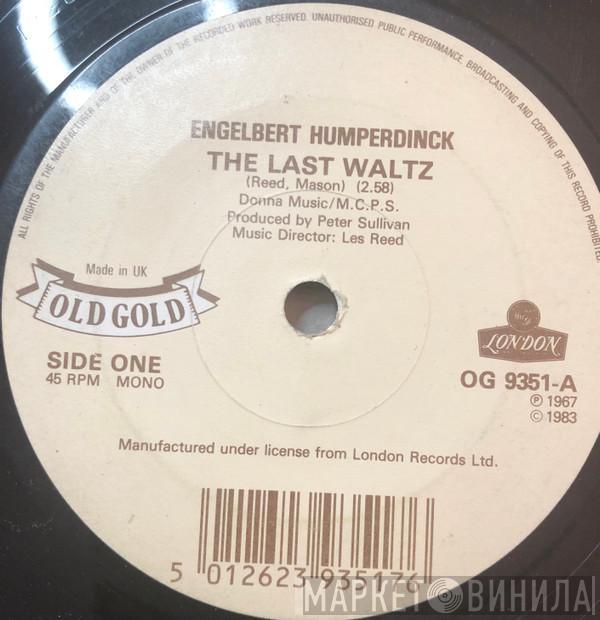 ALL RIGHTS OF THE MANUFACTURER AND OF THE OWNER OF THE RECORDED WORK RESERVED. UNAUTHORISED PUBLIC PERFORMANCE, BROADCASTING AND COPYING OF THIS RECORD PROHIBITED.
ENGELBERT HUMPERDINCK
THE LAST WALTZ
(Reed, Mason) (2.58)
Donna Music/M.C.P.S.
Produced by Peter Sullivan
Music Director: Les Reed
Made in UK
OLD GOLD
LONDON
SIDE ONE
45 RPM MONO
OG 9351-A
℗ 1967
© 1983
Manufactured under license from London Records Ltd.
5 012623 935176
МАРКЕТ ВИНИЛА